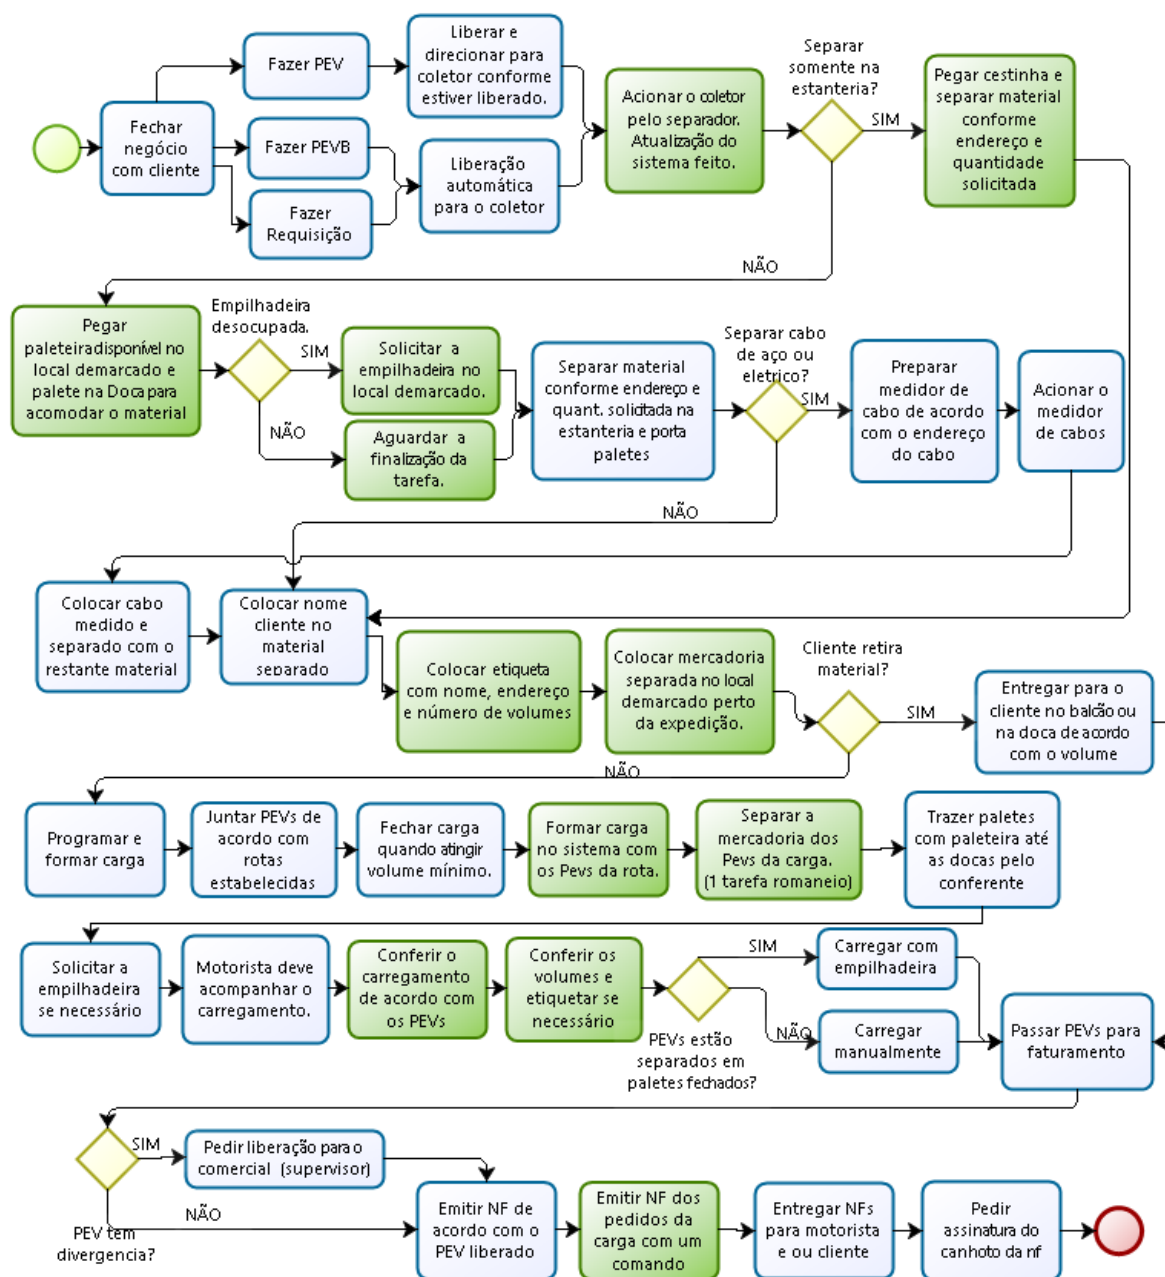 Fazer PEV
Liberar e
direcionar para
coletor conforme
estiver liberado.
Separar
somente na
estanteria?
Acionar o coletor
pelo separador.
Atualização do
sistema feito.
SIM
Pegar cestinha e
separar material
conforme
endereço e
quantidade
solicitada
Fechar
negócio
com cliente
Fazer PEVB
Liberação
automática
para o coletor
Fazer
Requisição
NÃO
Pegar
paleteira disponível no
local demarcado e
palete na Doca para
acomodar o material
Empilhadeira
desocupada.
SIM
Solicitar a
empilhadeira no
local demarcado.
NÃO
Aguardar a
finalização da
tarefa.
Separar material
conforme endereço e
quant. solicitada na
estanteria e porta
paletes
Separar cabo
de aço ou
eletrico?
SIM
Preparar
medidor de
cabo de acordo
com o endereço
do cabo
Acionar o
medidor
de cabos
NÃO
Colocar cabo
medido e
separado com o
restante material
Colocar nome
cliente no
material
separado
Colocar etiqueta
com nome, endereço
e número de volumes
Colocar mercadoria
separada no local
demarcado perto
da expedição.
Cliente retira
material?
SIM
Entregar para o
cliente no balcão ou
na doca de acordo
com o volume
NÃO
Programar e
formar carga
Juntar PEVs de
acordo com
rotas
estabelecidas
Fechar carga
quando atingir
volume mínimo.
Formar carga
no sistema com
os Pevs da rota.
Separar a
mercadoria dos
Pevs da carga.
(1 tarefa romaneio)
Trazer paletes
com paleteira até
as docas pelo
conferente
Solicitar a
empilhadeira
se necessário
Motorista deve
acompanhar o
carregamento.
Conferir o
carregamento
de acordo com
os PEVs
Conferir os
volumes e
etiquetar se
necessário
SIM
Carregar com
empilhadeira
PEVs estão
separados em
paletes fechados?
NÃO
Carregar
manualmente
Passar PEVs para
faturamento
SIM
Pedir liberação para o
comercial (supervisor)
PEV tem
divergencia?
NÃO
Emitir NF de
acordo com o
PEV liberado
Emitir NF dos
pedidos da
carga com um
comando
Entregar NFs
para motorista
e ou cliente
Pedir
assinatura do
canhoto da nf